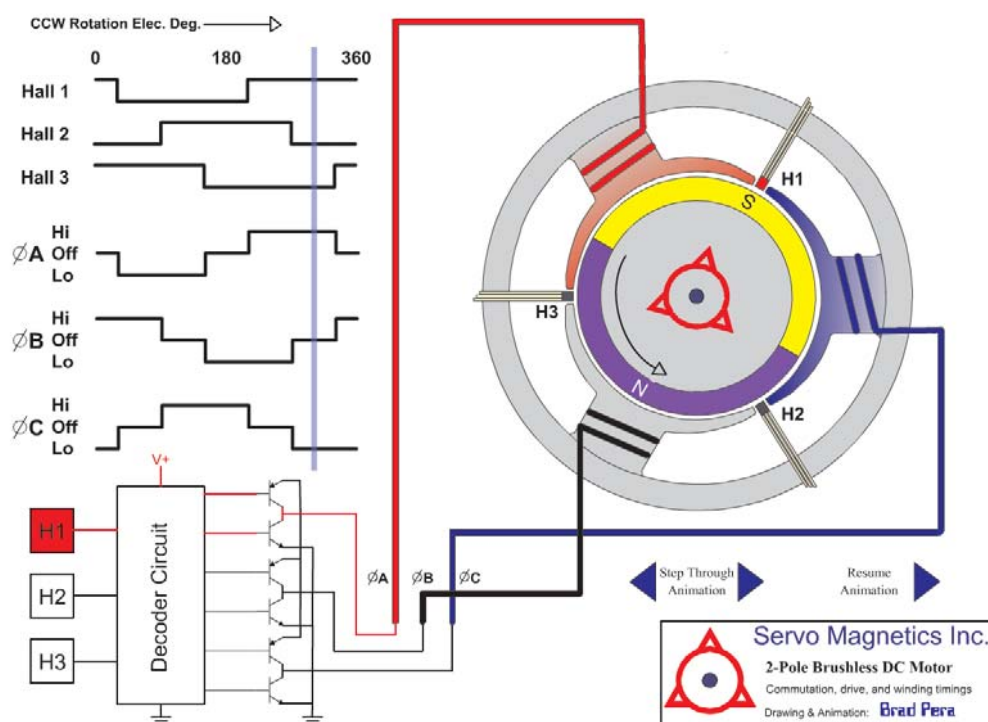 CCW Rotation Elec. Deg.
0 180 360
Hall 1
Hall 2
Hall 3
ØA Hi Off Lo
ØB Hi Off Lo
ØC Hi Off Lo
V+
H1
H2
H3
Decoder Circuit
ØA ØB ØC
H1
H2
H3
S
N
Step Through
Animation
Resume
Animation
Servo Magnetics Inc.
2-Pole Brushless DC Motor
Commutation, drive, and winding timings
Drawing & Animation: Brad Pera